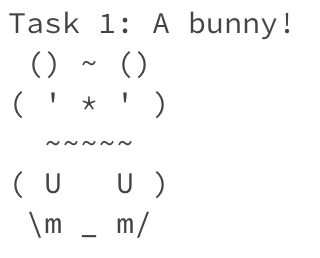 Task 1: A bunny!
 () ~ ()
( ' * ' )
  ~~~~~
( U   U )
 \m _ m/